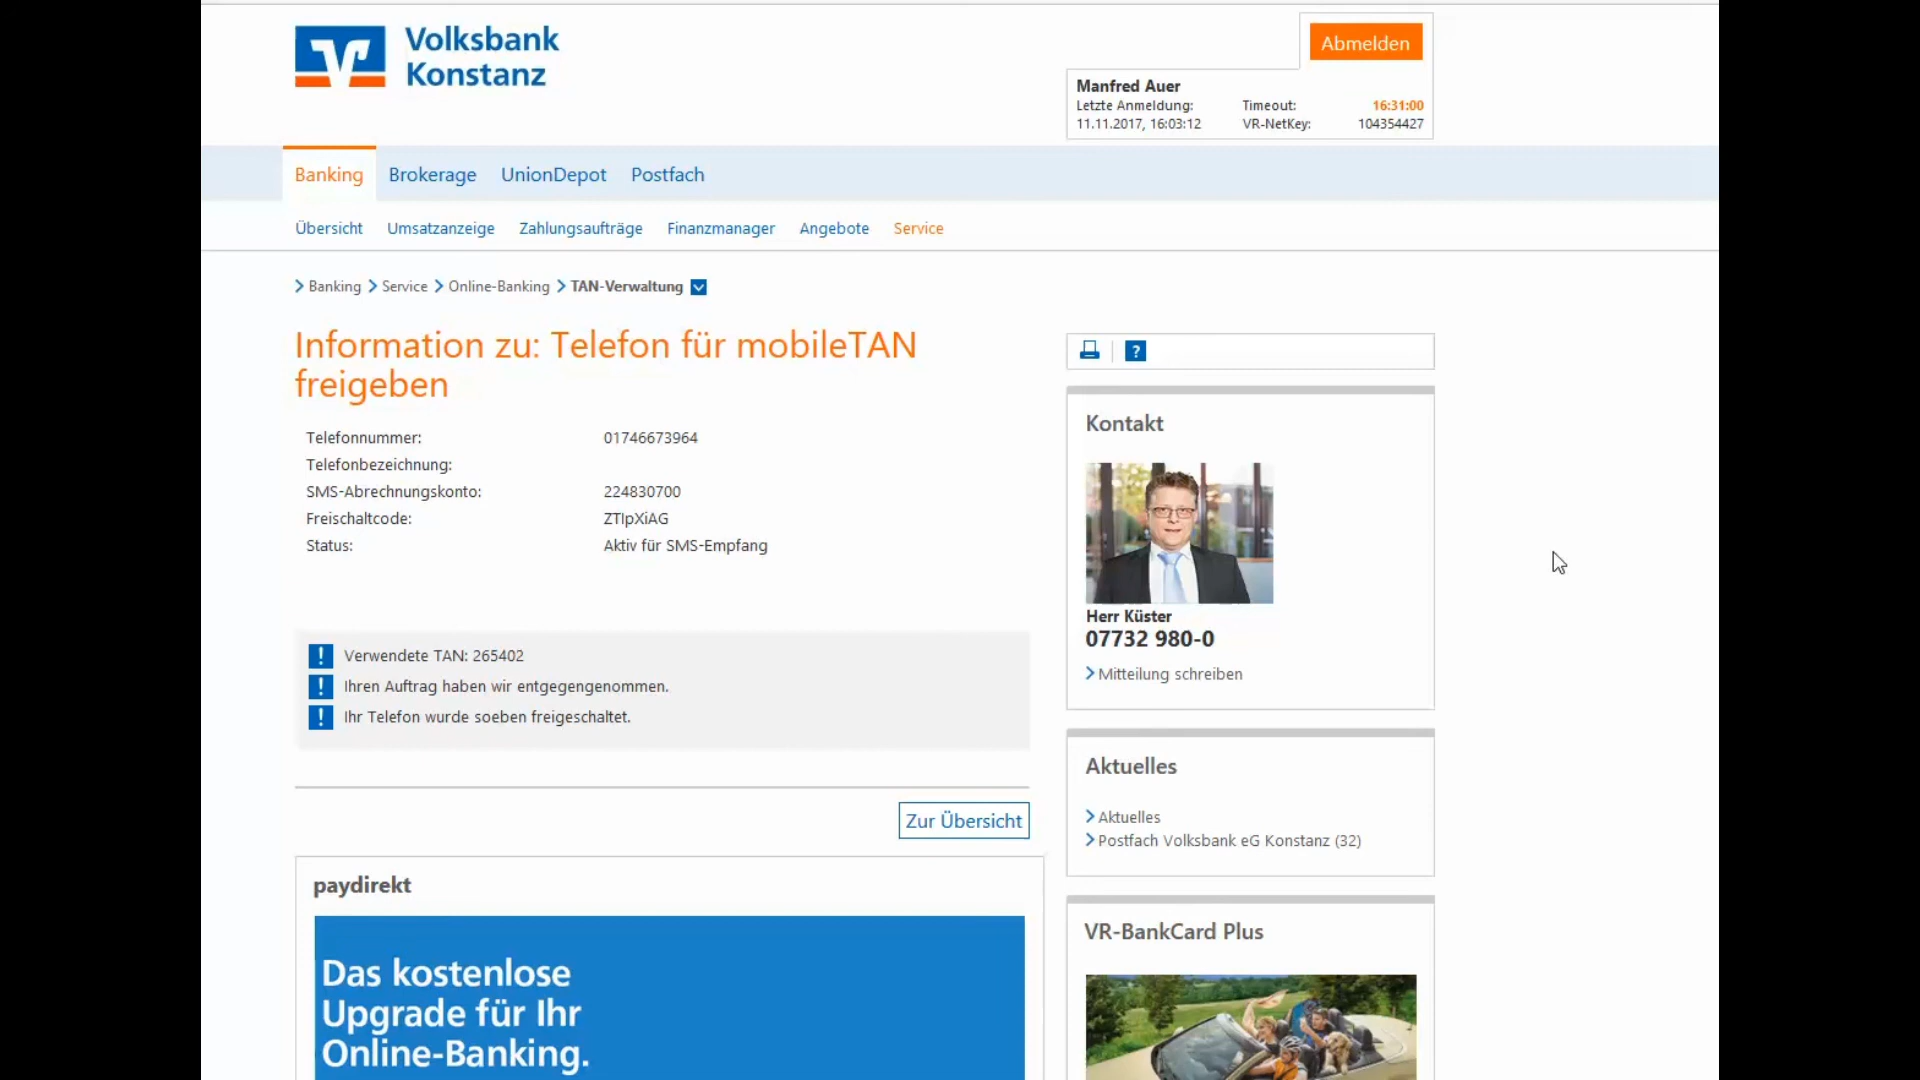 Volksbank
Konstanz
Abmelden
Manfred Auer
Letzte Anmeldung: Timeout: 16:31:00
11.11.2017, 16:03:12 VR-NetKey: 104354427
Banking Brokerage UnionDepot Postfach
Übersicht Umsatzanzeige Zahlungsaufträge Finanzmanager Angebote Service
Banking Service Online-Banking TAN-Verwaltung
Information zu: Telefon für mobileTAN
freigeben
Telefonnummer: 01746673964
Telefonbezeichnung:
SMS-Abrechnungskonto: 224830700
Freischaltcode: ZTIpXiAG
Status: Aktiv für SMS-Empfang
! Verwendete TAN: 265402
! Ihren Auftrag haben wir entgegengenommen.
! Ihr Telefon wurde soeben freigeschaltet.
Zur Übersicht
paydirekt
Das kostenlose
Upgrade für Ihr
Online-Banking.
?
Kontakt
Herr Küster
07732 980-0
Mitteilung schreiben
Aktuelles
Aktuelles
Postfach Volksbank eG Konstanz (32)
VR-BankCard Plus